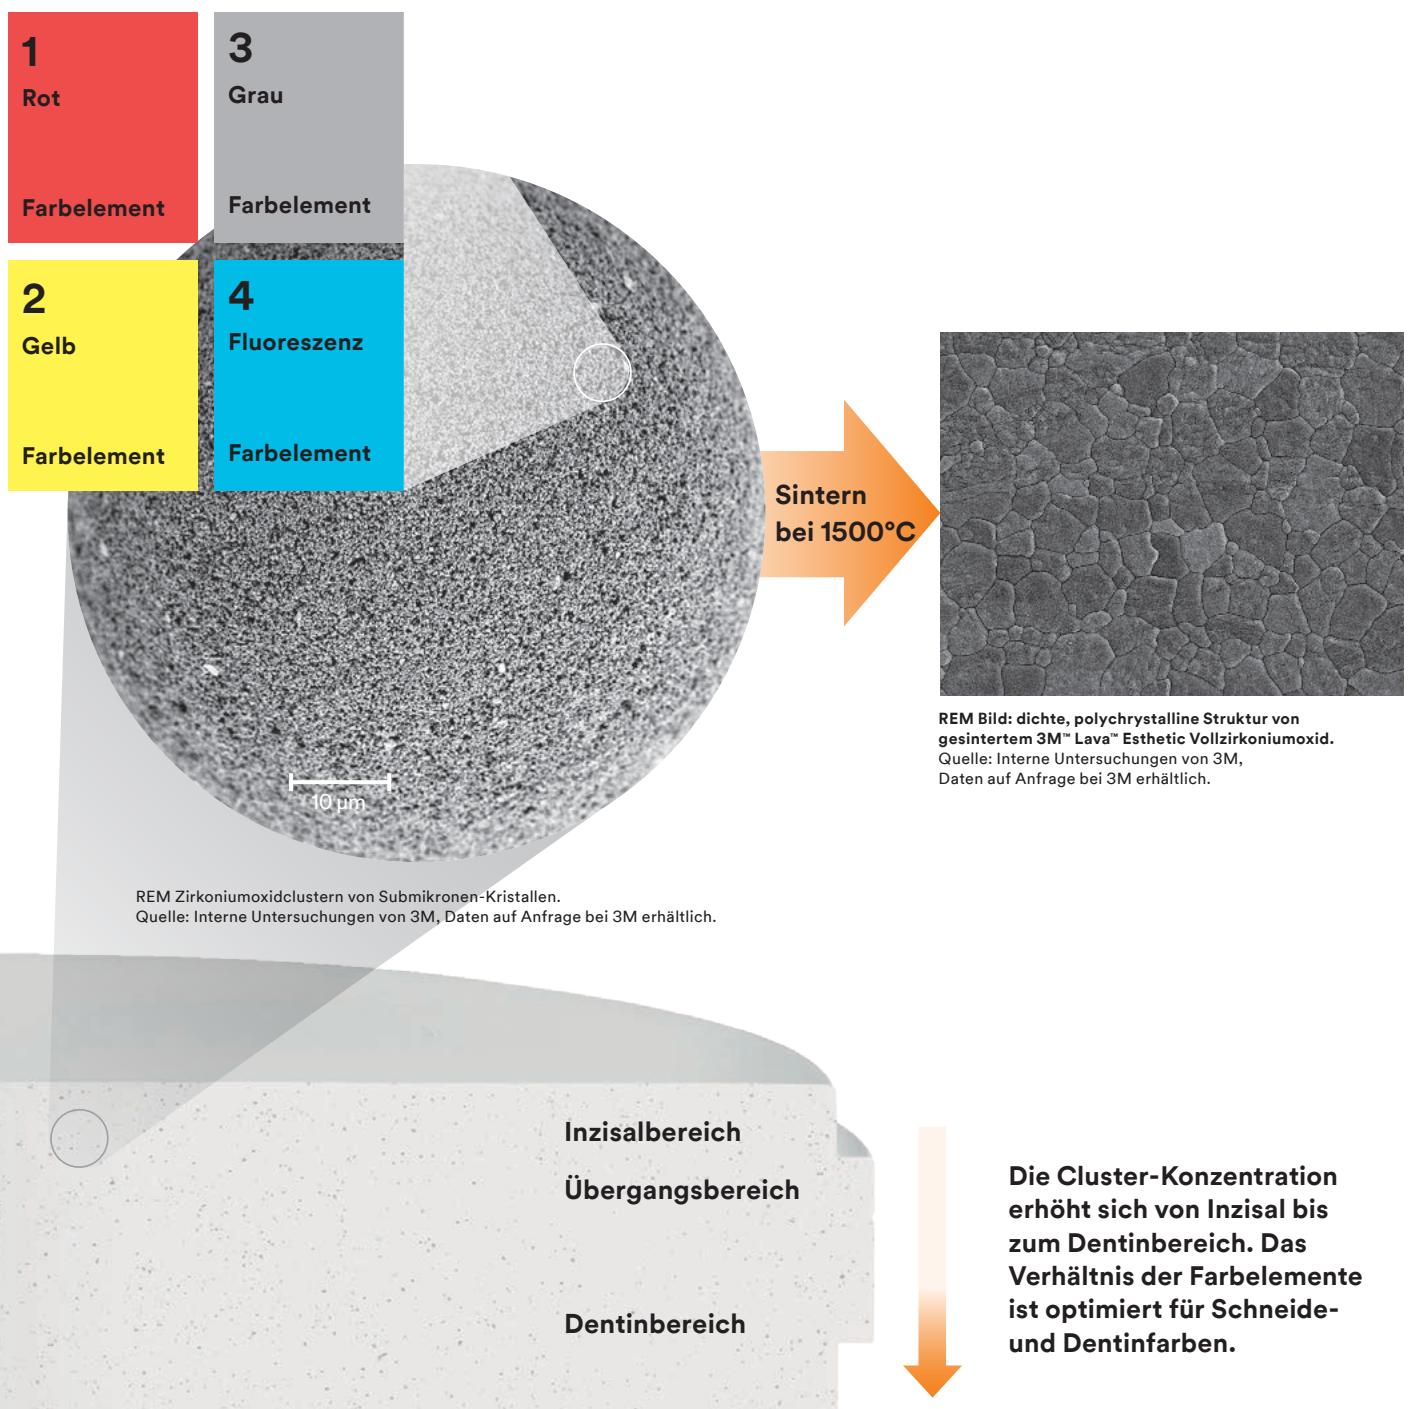 1
Rot
Farbelement
3
Grau
Farbelement
2
Gelb
Farbelement
4
Fluoreszenz
Farbelement
Sintern
bei 1500°C
10 µm
REM Bild: dichte, polychrystalline Struktur von
gesintertem 3M™ Lava™ Esthetic Vollzirkoniumoxid.
Quelle: Interne Untersuchungen von 3M,
Daten auf Anfrage bei 3M erhältlich.
REM Zirkoniumoxidclustern von Submikronen-Kristallen.
Quelle: Interne Untersuchungen von 3M, Daten auf Anfrage bei 3M erhältlich.
Inzisalbereich
Übergangsbereich
Dentinbereich
Die Cluster-Konzentration
erhöht sich von Inzisal bis
zum Dentinbereich. Das
Verhältnis der Farbelemente
ist optimiert für Schneide-
und Dentinfarben.